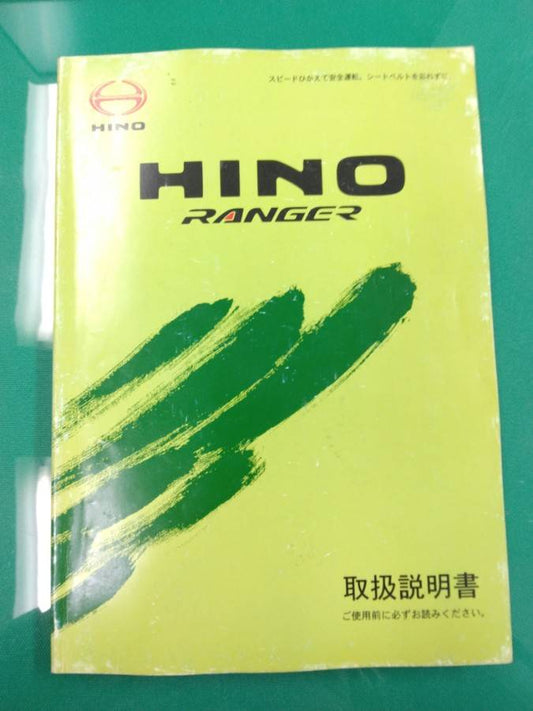 スピードひかえて安全運転。シートベルトを忘れずに
HINO
HINO
RANGER
取扱説明書
ご使用前に必ずお読みください。